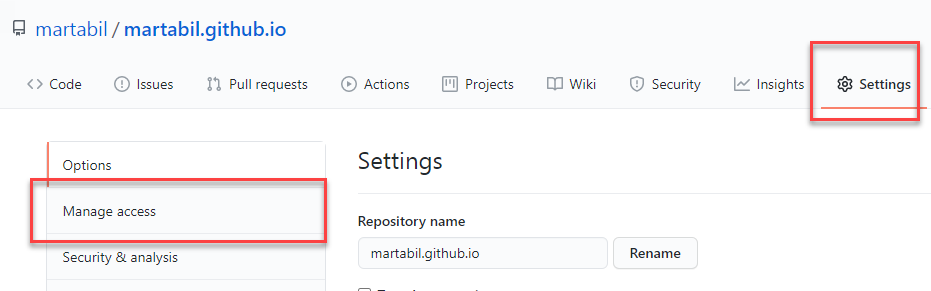 martabil / martabil.github.io
Code Issues Pull requests Actions Projects Wiki Security Insights Settings
Options
Settings
Manage access
Repository name
martabil.github.io Rename
Security & analysis